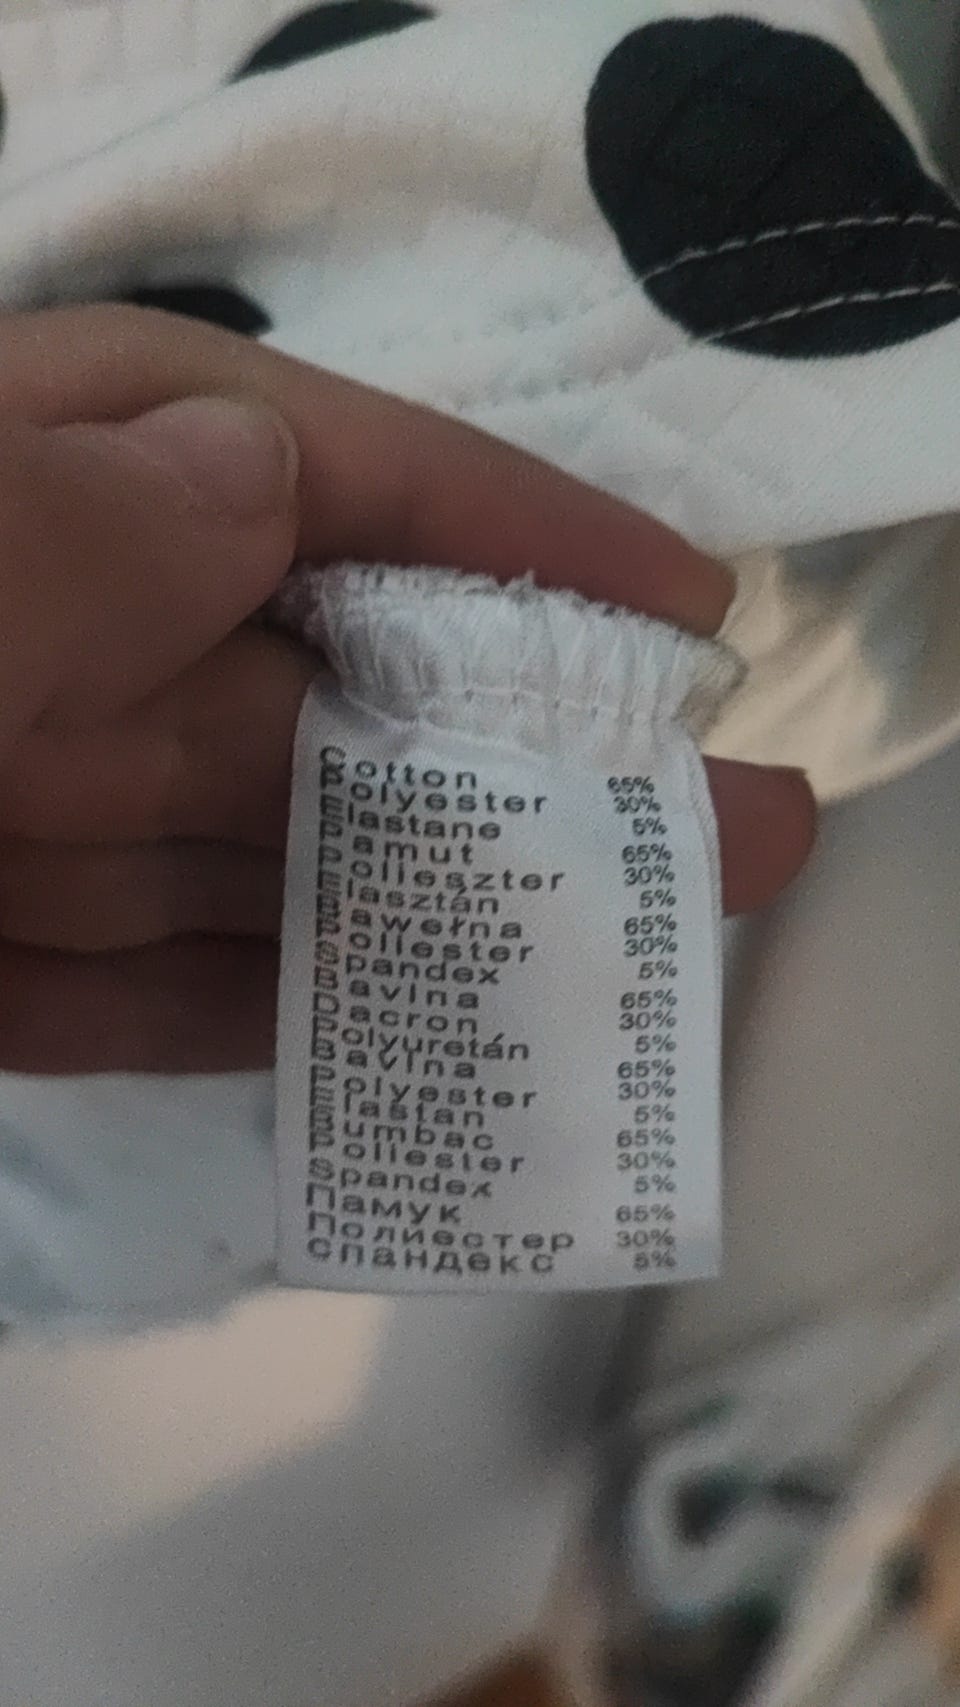 Cotton 65%
Polyester 30%
Elastane 5%
Pamut 65%
Polieszter 30%
Elasztán 5%
Bawełna 65%
Poliester 30%
Spandex 5%
Bavlna 65%
Dacron 30%
Polyuretán 5%
Bavlna 65%
Polyester 30%
Elastan 5%
Bumbac 65%
Poliester 30%
Spandex 5%
Памук 65%
Полиестер 30%
спандекс 5%